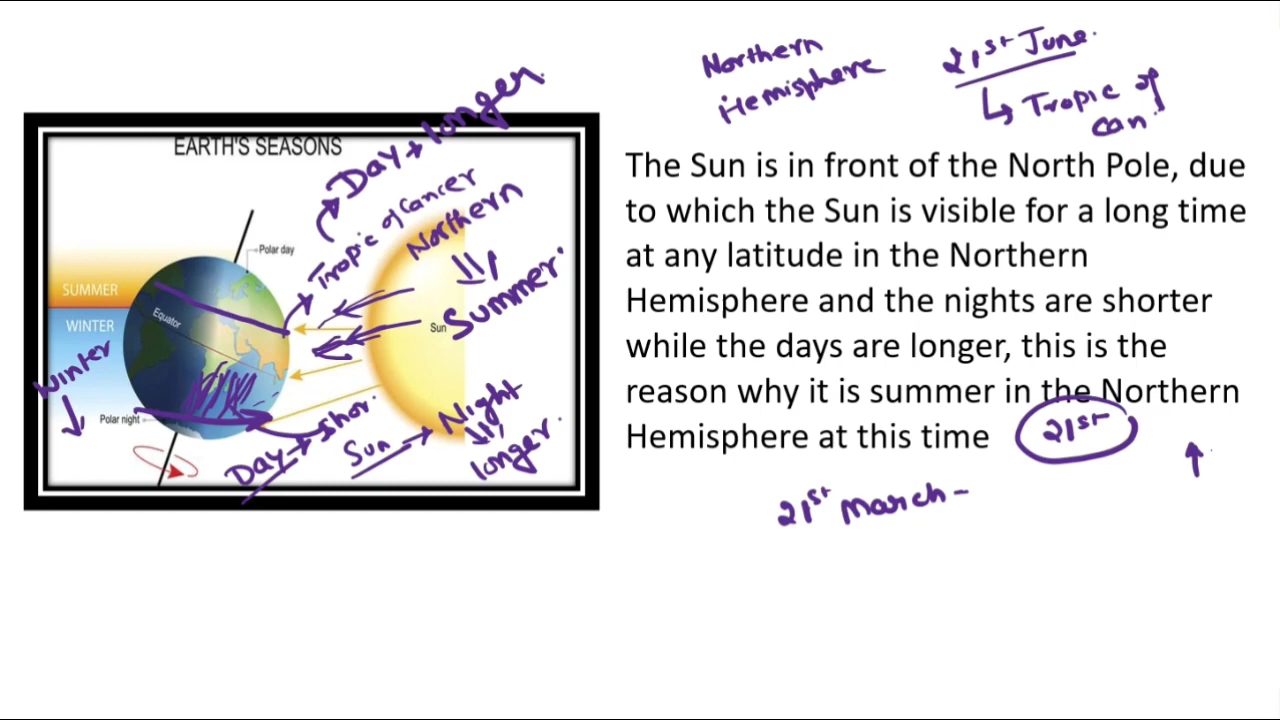 Northern
Hemisphere
21st June.
Tropic of
can.
EARTH'S SEASONS
Day + longer.
Tropic of Cancer
Northern
Summer.
Polar day
SUMMER
WINTER
Equator
Sun
Winter
Polar night
Day → shor.
Sun → Night
longer.
The Sun is in front of the North Pole, due
to which the Sun is visible for a long time
at any latitude in the Northern
Hemisphere and the nights are shorter
while the days are longer, this is the
reason why it is summer in the Northern
Hemisphere at this time
21st
21st March -